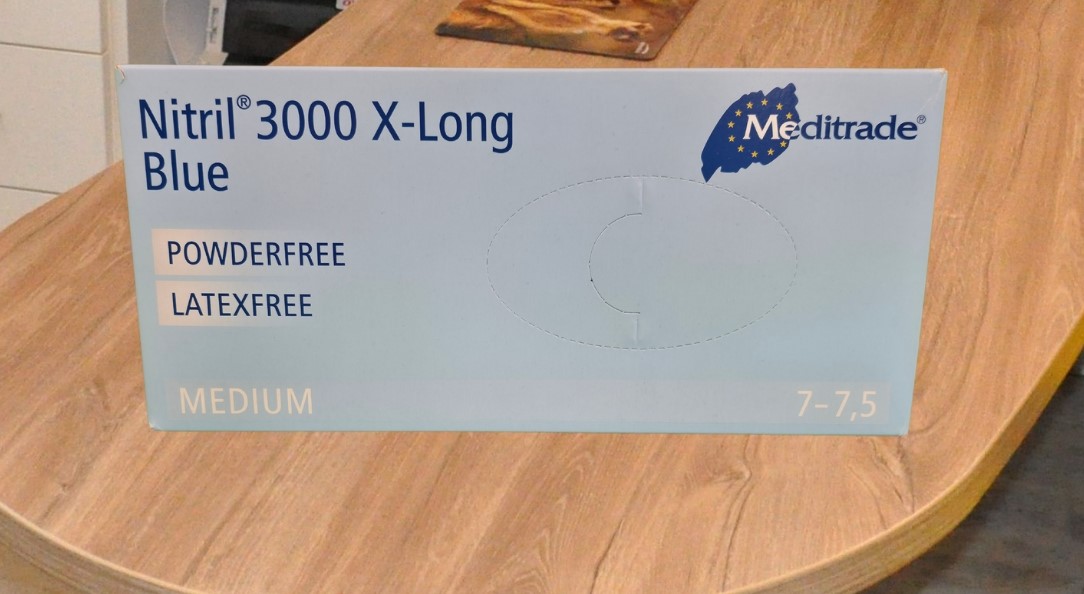 Nitril® 3000 X-Long
Blue
Meditrade®
POWDERFREE
LATEXFREE
MEDIUM
7–7,5